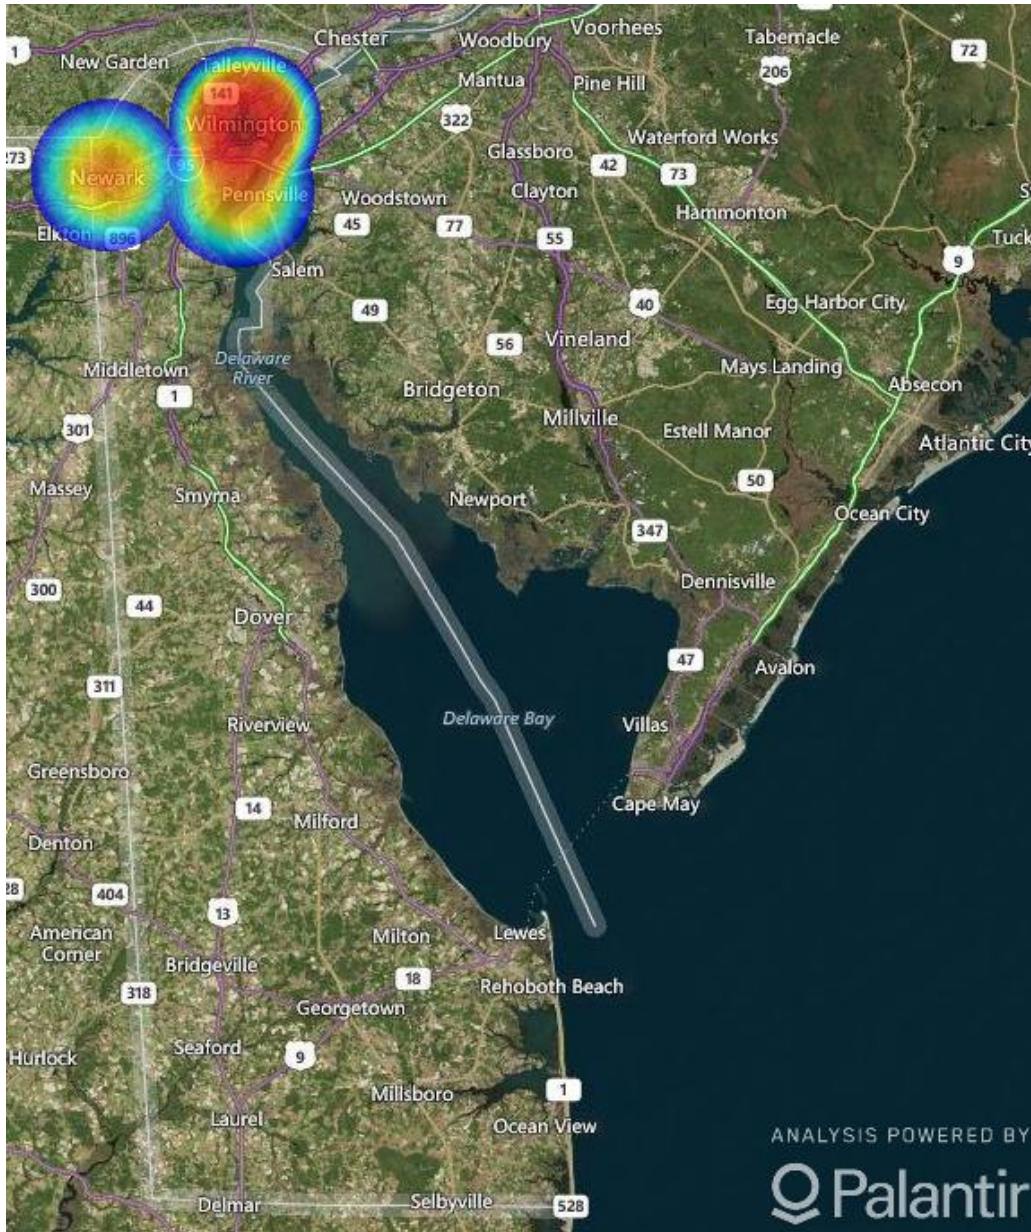 Chester
Voorhees
Woodbury
Tabernacle
1
New Garden
72
Talleyville
Mantua
Pine Hill
206
141
322
Wilmington
Waterford Works
273
Glassboro
42
73
95
Newark
Clayton
Pennsville
Woodstown
Hammonton
45
77
55
Elkton
896
Tuck
9
Salem
49
40
Egg Harbor City
56
Vineland
Delaware
River
Middletown
Mays Landing
Absecon
1
Bridgeton
Millville
301
Estell Manor
Atlantic City
Massey
Smyrna
50
Newport
Ocean City
347
300
Dennisville
44
Dover
47
Avalon
311
Delaware Bay
Riverview
Villas
Greensboro
14
Cape May
Milford
Denton
28
404
13
American
Corner
Milton
Lewes
Bridgeville
18
Rehoboth Beach
318
Georgetown
Hurlock
Seaford
9
Millsboro
1
Laurel
Ocean View
ANALYSIS POWERED BY
Palantir
Delmar
Selbyville
528